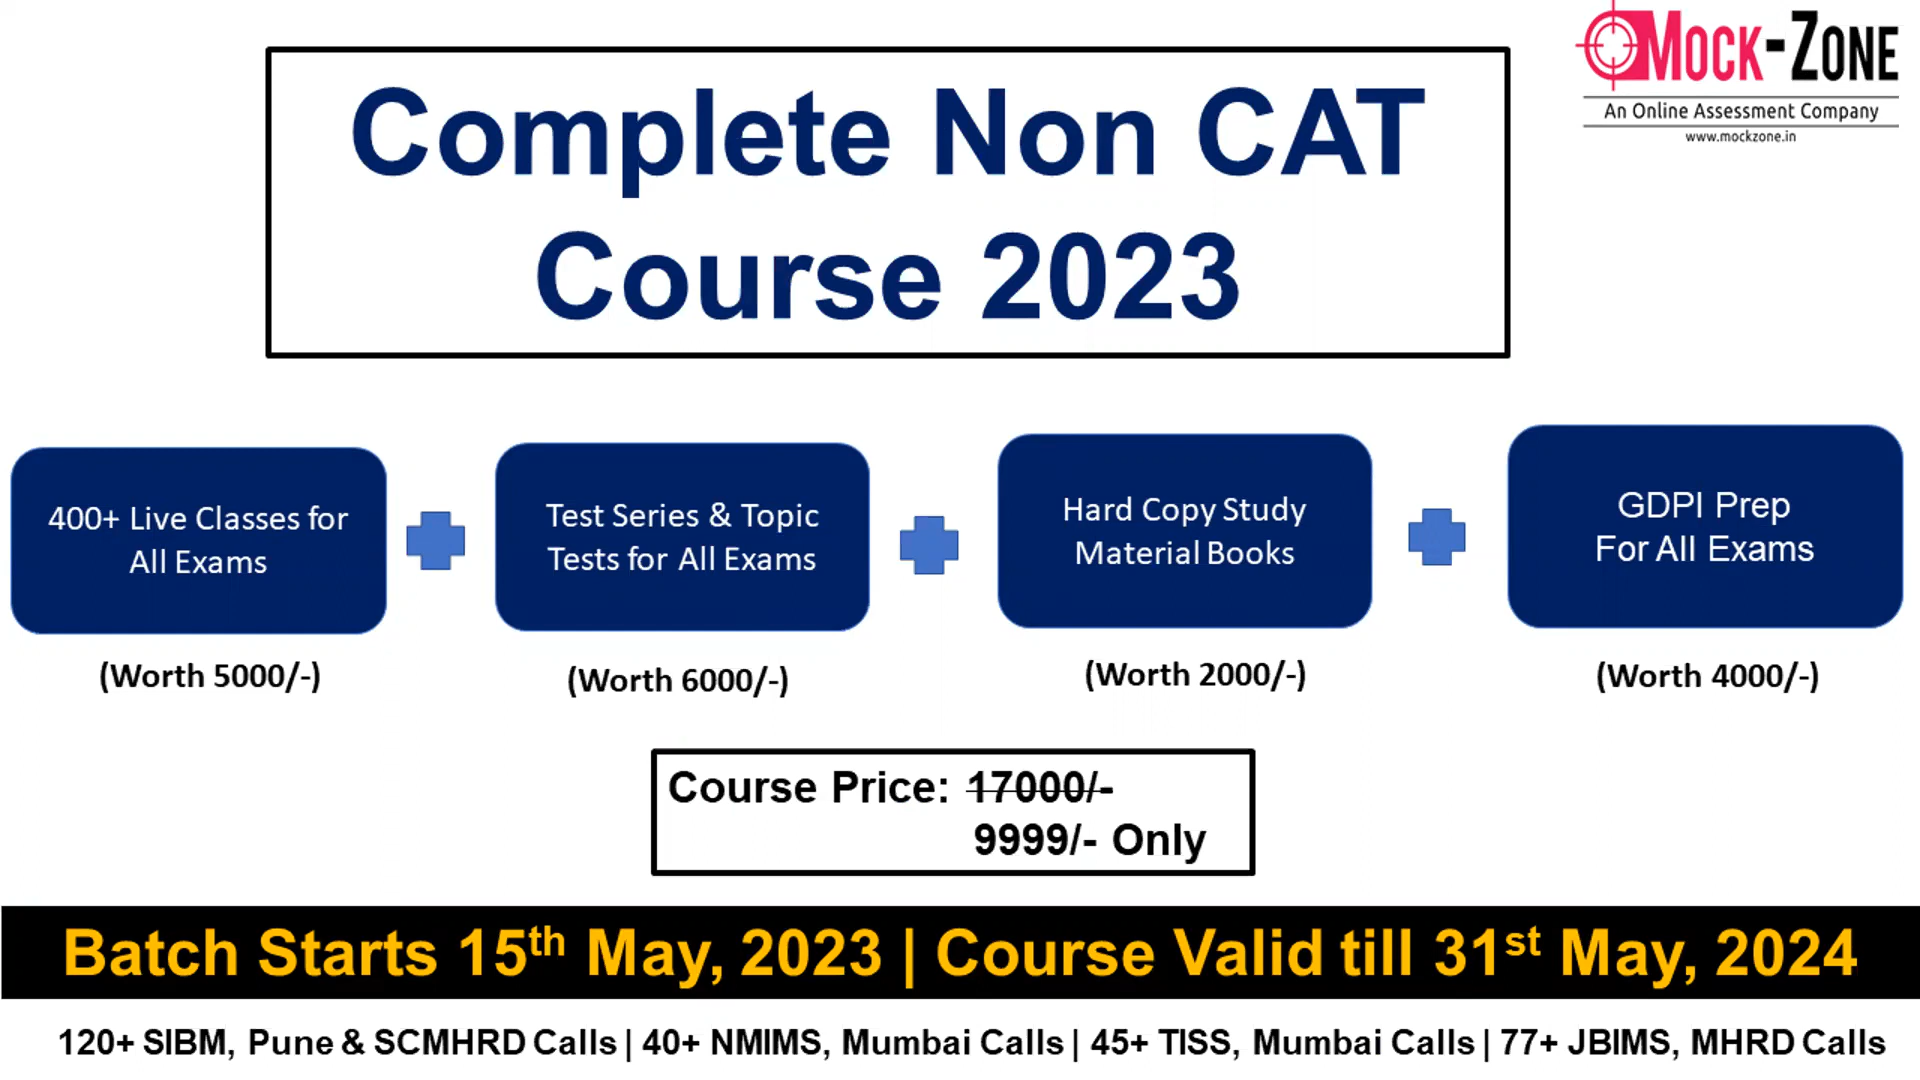 MOCK-ZONE
An Online Assessment Company
www.mockzone.in
Complete Non CAT
Course 2023
400+ Live Classes for
All Exams
(Worth 5000/-)
Test Series & Topic
Tests for All Exams
(Worth 6000/-)
Hard Copy Study
Material Books
(Worth 2000/-)
GDPI Prep
For All Exams
(Worth 4000/-)
Course Price: 17000/-
9999/- Only
Batch Starts 15th May, 2023 | Course Valid till 31st May, 2024
120+ SIBM, Pune & SCMHRD Calls | 40+ NMIMS, Mumbai Calls | 45+ TISS, Mumbai Calls | 77+ JBIMS, MHRD Calls